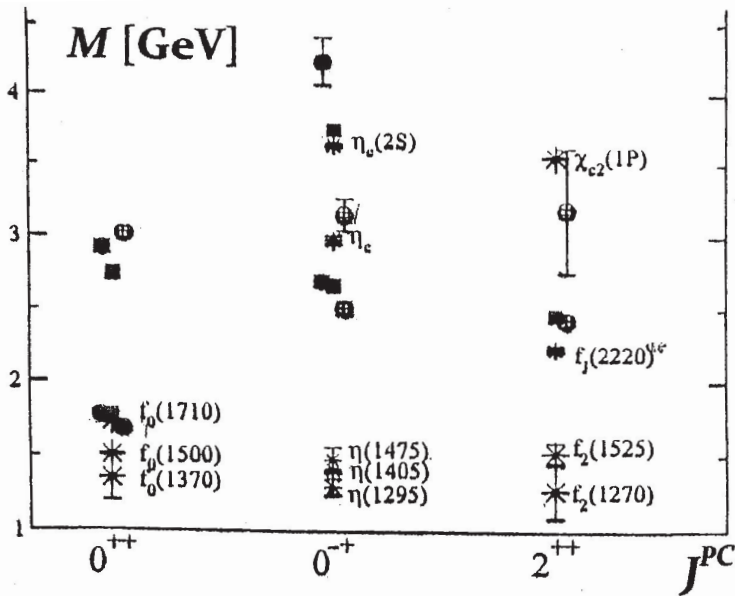 M [GeV]
4
η_c(2S)
χ_c2(1P)
3
η_c
2
f_J(2220)
f_0(1710)
f_0(1500)
η(1475)
f_2(1525)
f_0(1370)
η(1405)
η(1295)
f_2(1270)
1
0^++
0^-+
2^++
J^PC